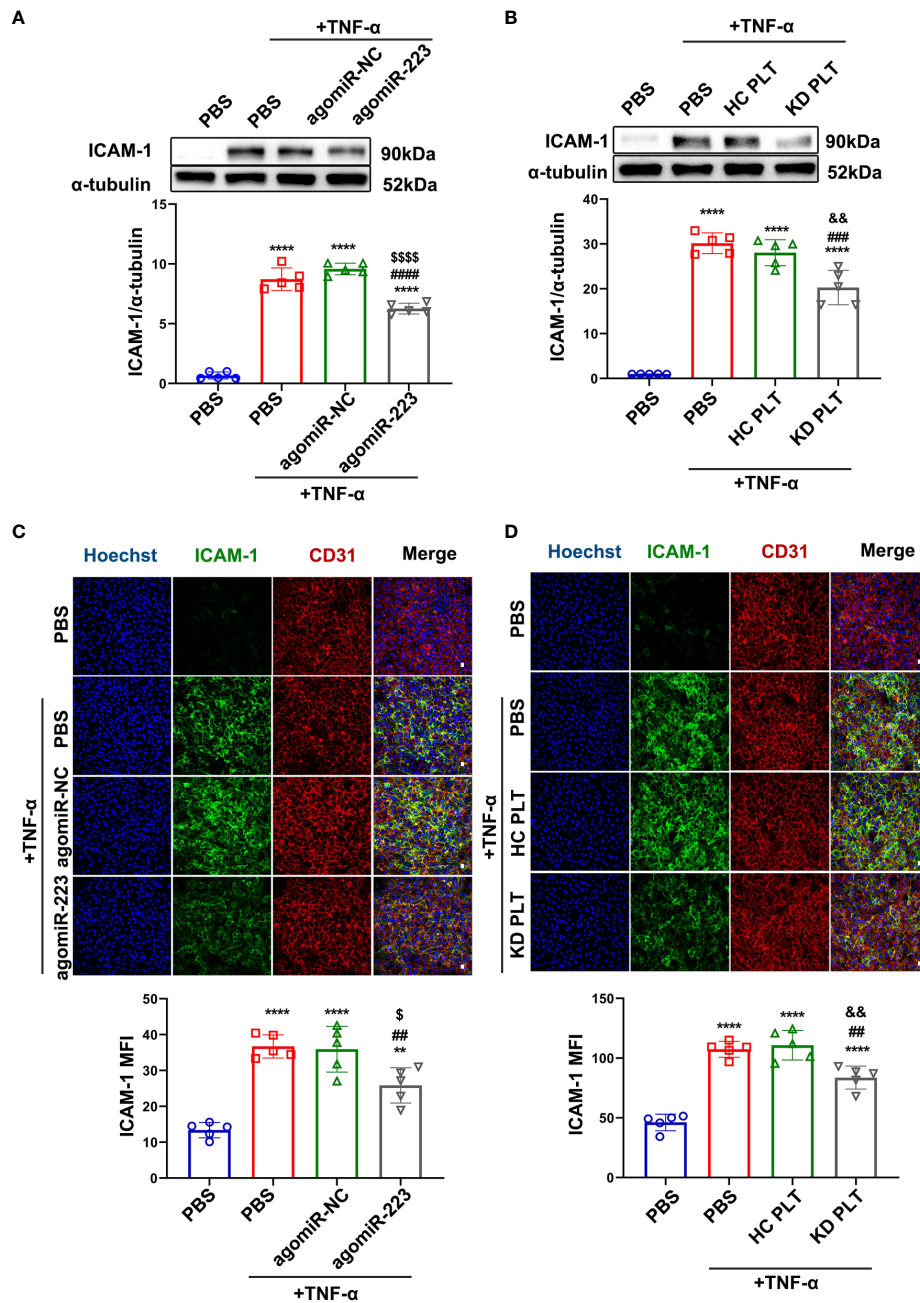 A
+TNF-α
PBS
PBS
agomiR-NC
agomiR-223
ICAM-1
90kDa
α-tubulin
52kDa
ICAM-1/α-tubulin
15
10
5
0
****
****
$$$$
####
****
PBS
PBS
agomiR-NC
agomiR-223
+TNF-α
B
+TNF-α
PBS
PBS
HC PLT
KD PLT
ICAM-1
90kDa
α-tubulin
52kDa
ICAM-1/α-tubulin
40
30
20
10
0
****
****
&&
###
****
PBS
PBS
HC PLT
KD PLT
+TNF-α
C
Hoechst ICAM-1 CD31 Merge
PBS
+TNF-α
PBS
agomiR-NC
agomiR-223
ICAM-1 MFI
50
40
30
20
10
0
****
****
$
##
**
PBS
PBS
agomiR-NC
agomiR-223
+TNF-α
D
Hoechst ICAM-1 CD31 Merge
PBS
+TNF-α
PBS
HC PLT
KD PLT
ICAM-1 MFI
150
100
50
0
****
****
&&
##
****
PBS
PBS
HC PLT
KD PLT
+TNF-α